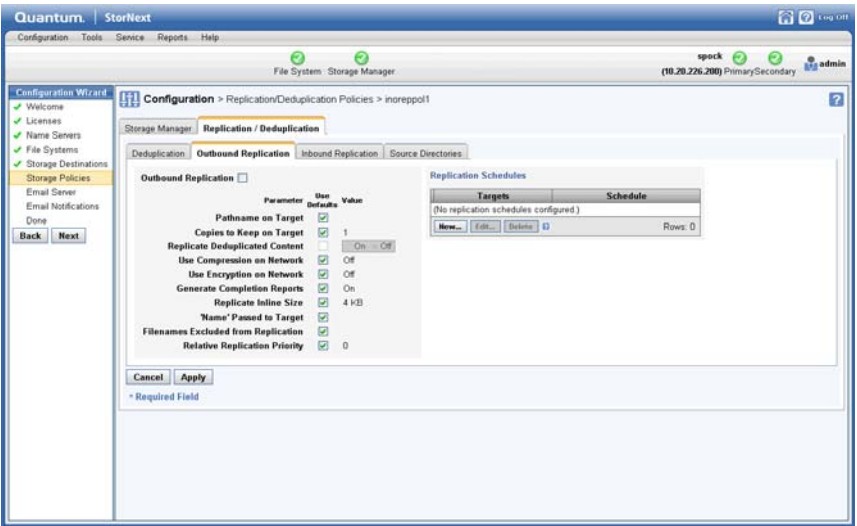 Quantum. StorNext
Log Off
Configuration Tools Service Reports Help
File System Storage Manager
spock
(10.20.226.200) Primary Secondary
admin
Configuration Wizard
Welcome
Licenses
Name Servers
File Systems
Storage Destinations
Storage Policies
Email Server
Email Notifications
Done
Back Next
Configuration > Replication/Deduplication Policies > inoreppol1
?
Storage Manager Replication / Deduplication
Deduplication Outbound Replication Inbound Replication Source Directories
Outbound Replication
Parameter Use Defaults Value
Pathname on Target
Copies to Keep on Target 1
Replicate Deduplicated Content On Off
Use Compression on Network Off
Use Encryption on Network Off
Generate Completion Reports On
Replicate Inline Size 4 KB
'Name' Passed to Target
Filenames Excluded from Replication
Relative Replication Priority 0
Replication Schedules
Targets Schedule
(No replication schedules configured.)
New... Edit... Delete Rows: 0
Cancel Apply
* Required Field